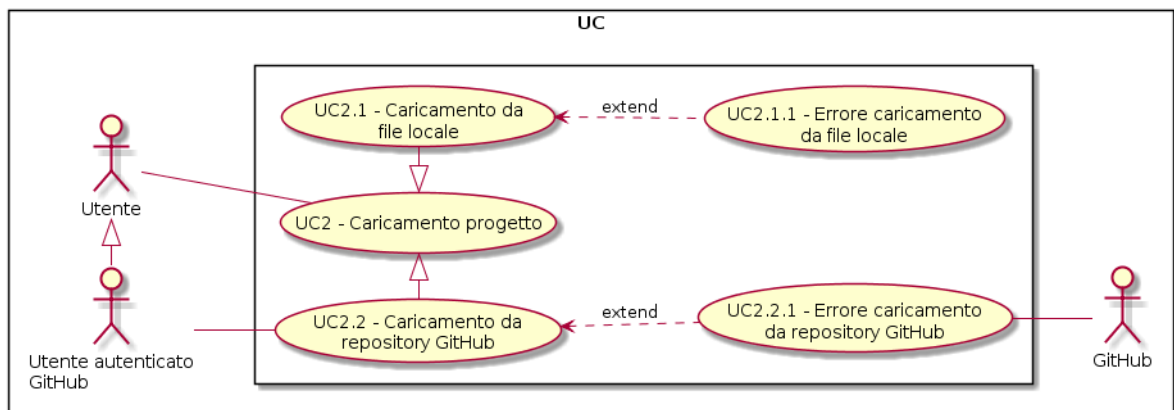 UC
UC2.1 - Caricamento da
file locale
extend
UC2.1.1 - Errore caricamento
da file locale
Utente
UC2 - Caricamento progetto
UC2.2 - Caricamento da
repository GitHub
extend
UC2.2.1 - Errore caricamento
da repository GitHub
Utente autenticato
GitHub
GitHub